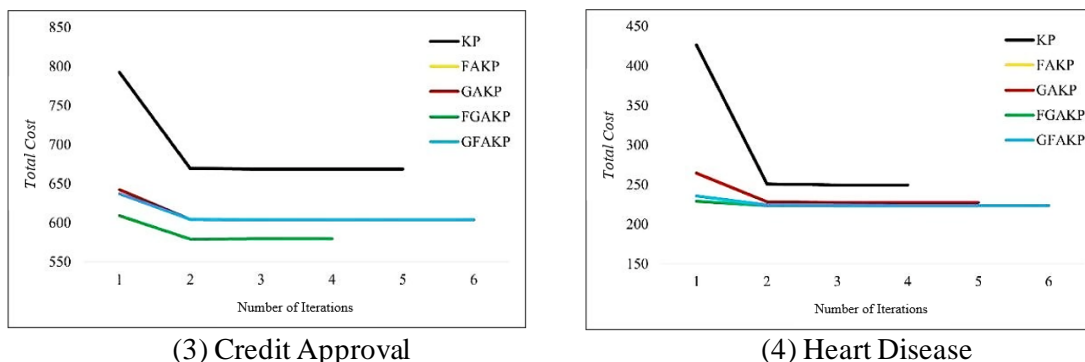 850
800
750
700
650
600
550
Total Cost
KP
FAKP
GAKP
FGAKP
GFAKP
1 2 3 4 5 6
Number of Iterations
(3) Credit Approval
450
400
350
300
250
200
150
Total Cost
KP
FAKP
GAKP
FGAKP
GFAKP
1 2 3 4 5 6
Number of Iterations
(4) Heart Disease